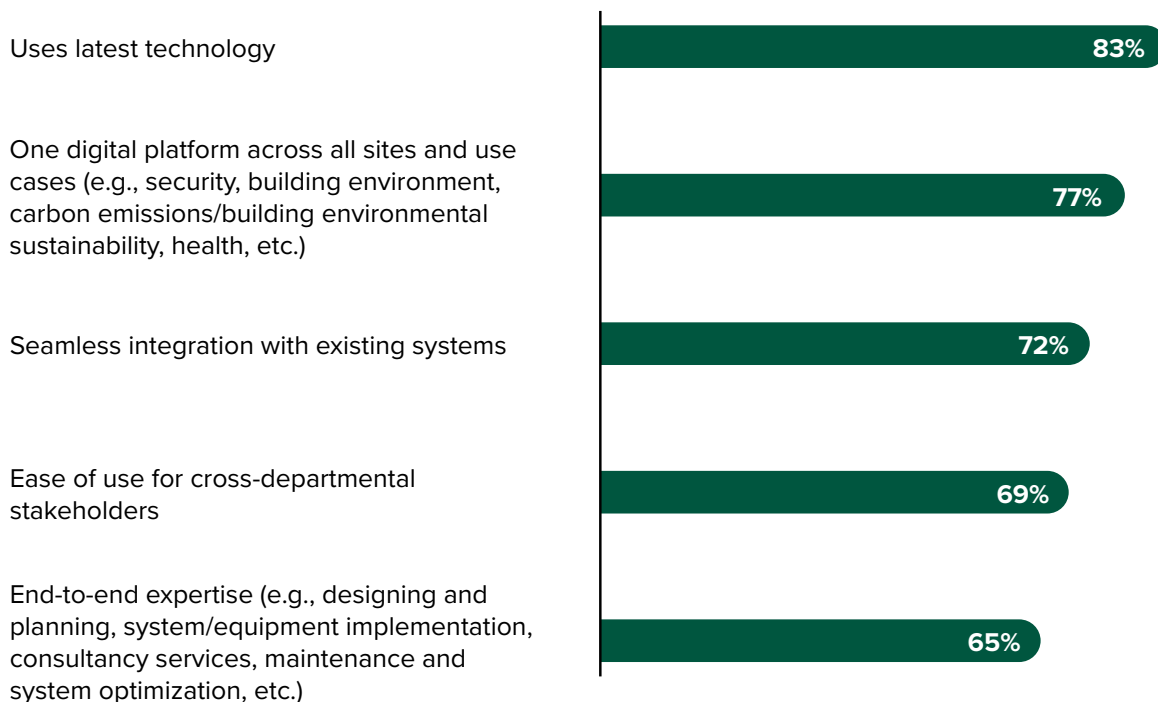 Uses latest technology
83%
One digital platform across all sites and use
cases (e.g., security, building environment,
carbon emissions/building environmental
sustainability, health, etc.)
77%
Seamless integration with existing systems
72%
Ease of use for cross-departmental
stakeholders
69%
End-to-end expertise (e.g., designing and
planning, system/equipment implementation,
consultancy services, maintenance and
system optimization, etc.)
65%